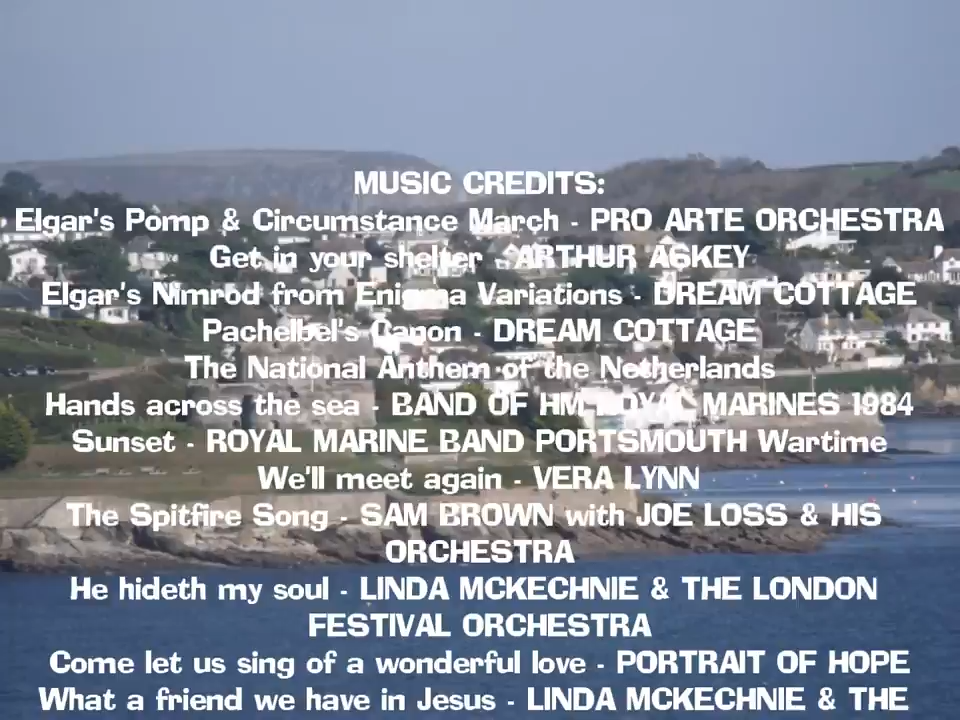 MUSIC CREDITS:
Elgar's Pomp & Circumstance March - PRO ARTE ORCHESTRA
Get in your shelter - ARTHUR ASKEY
Elgar's Nimrod from Enigma Variations - DREAM COTTAGE
Pachelbel's Canon - DREAM COTTAGE
The National Anthem of the Netherlands
Hands across the sea - BAND OF HM ROYAL MARINES 1984
Sunset - ROYAL MARINE BAND PORTSMOUTH Wartime
We'll meet again - VERA LYNN
The Spitfire Song - SAM BROWN with JOE LOSS & HIS
ORCHESTRA
He hideth my soul - LINDA MCKECHNIE & THE LONDON
FESTIVAL ORCHESTRA
Come let us sing of a wonderful love - PORTRAIT OF HOPE
What a friend we have in Jesus - LINDA MCKECHNIE & THE